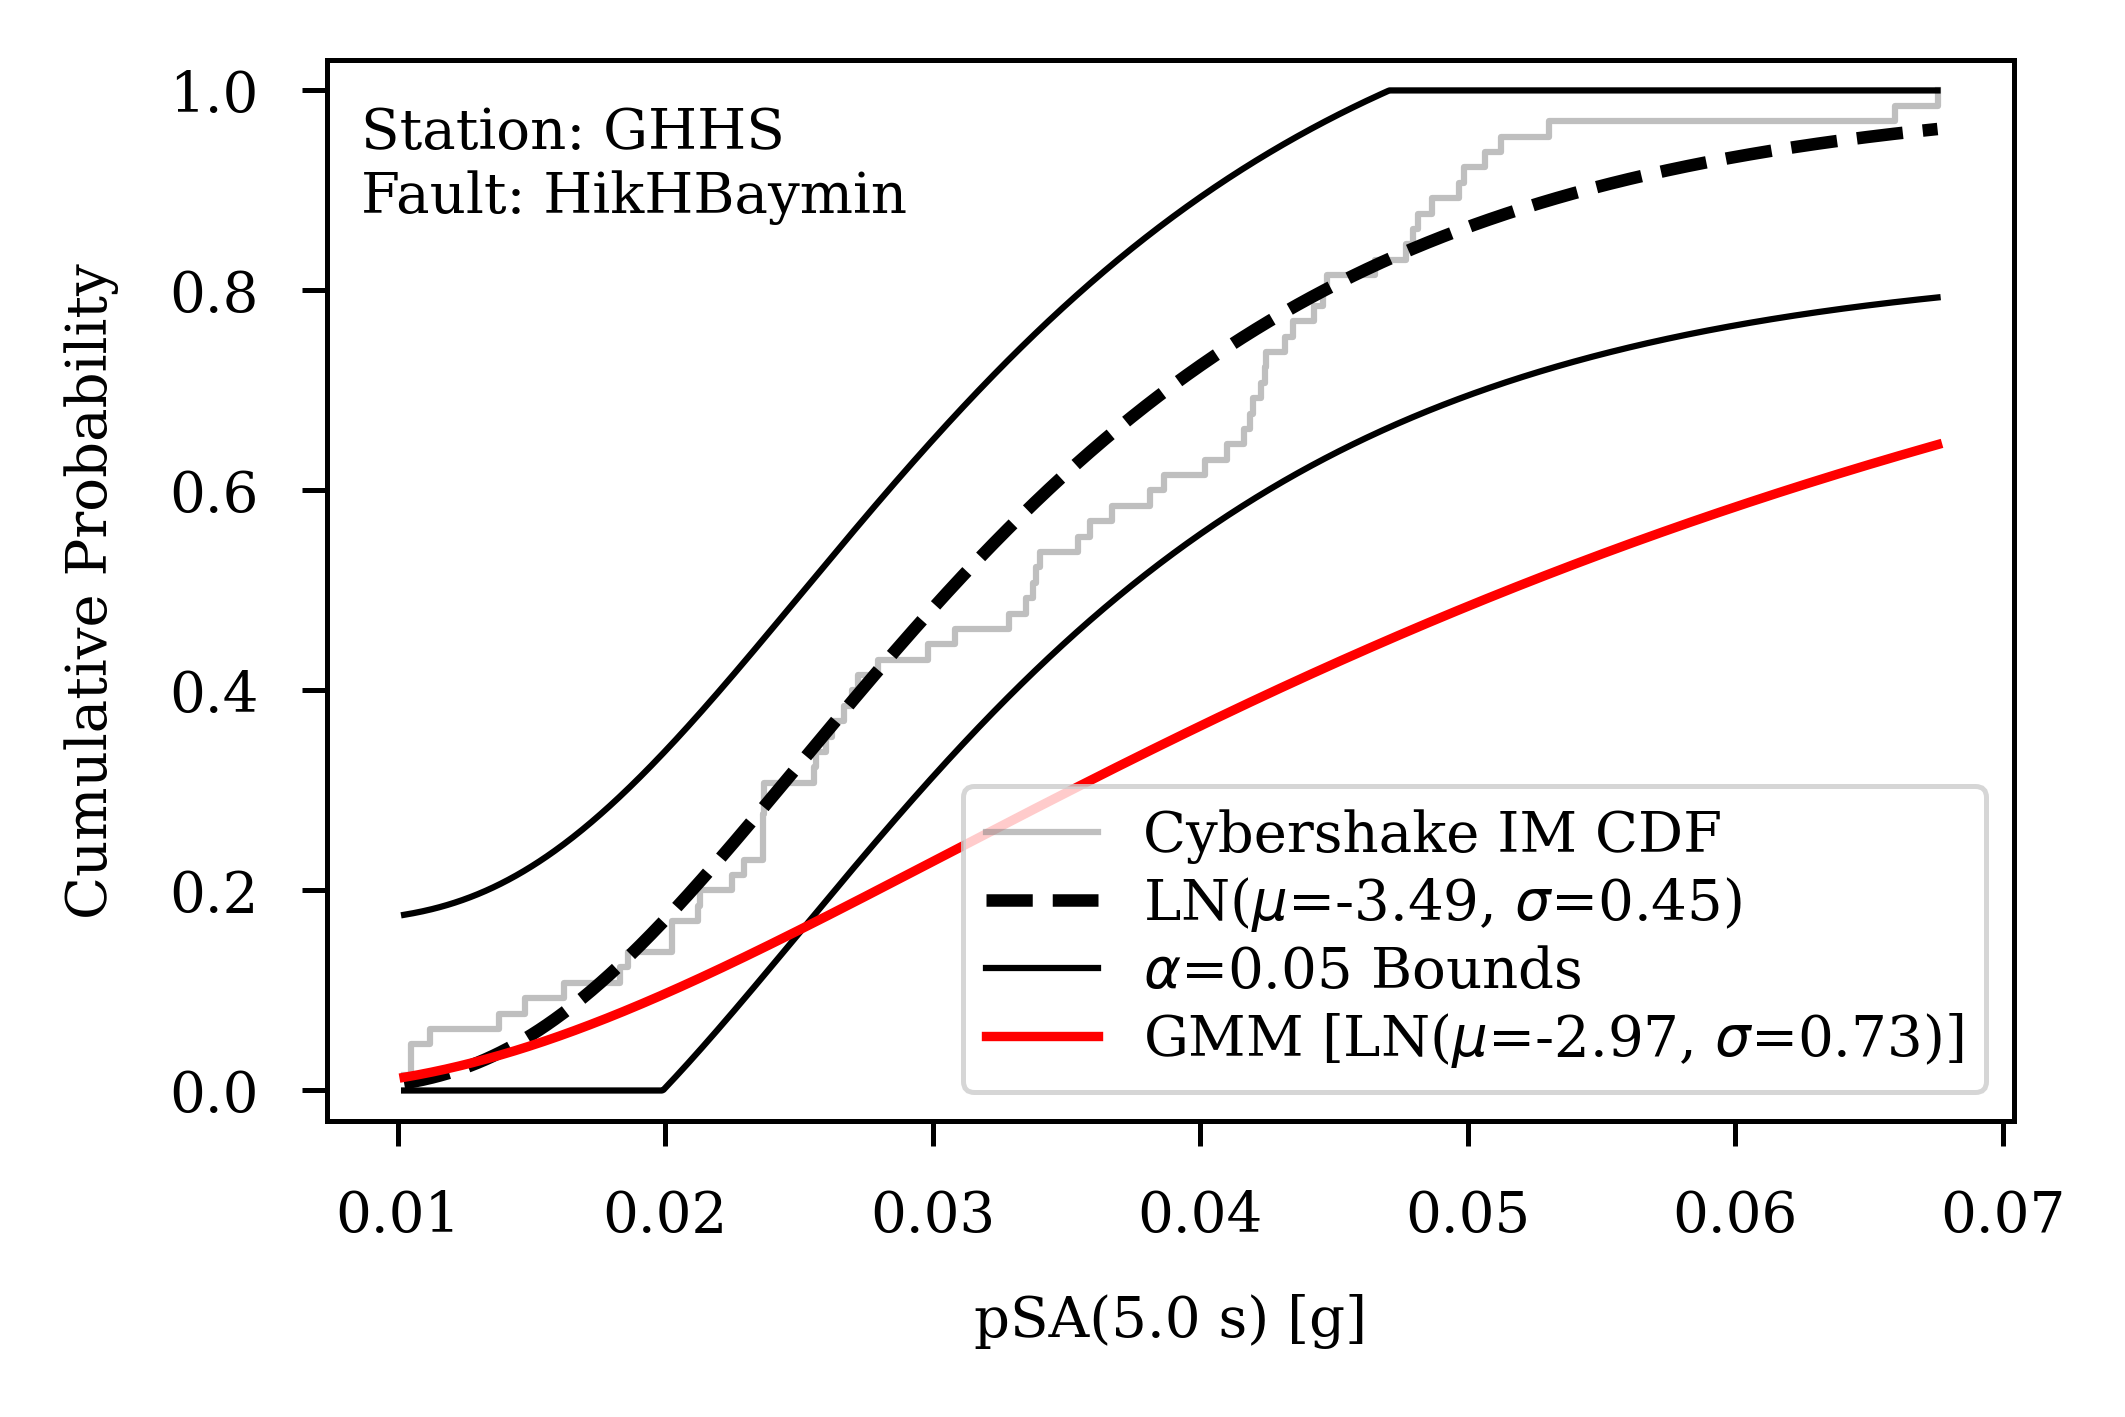 Station: GHHS
Fault: HikHBaymin
1.0
0.8
0.6
0.4
0.2
0.0
Cumulative Probability
Cybershake IM CDF
LN(μ=-3.49, σ=0.45)
α=0.05 Bounds
GMM [LN(μ=-2.97, σ=0.73)]
0.01 0.02 0.03 0.04 0.05 0.06 0.07
pSA(5.0 s) [g]